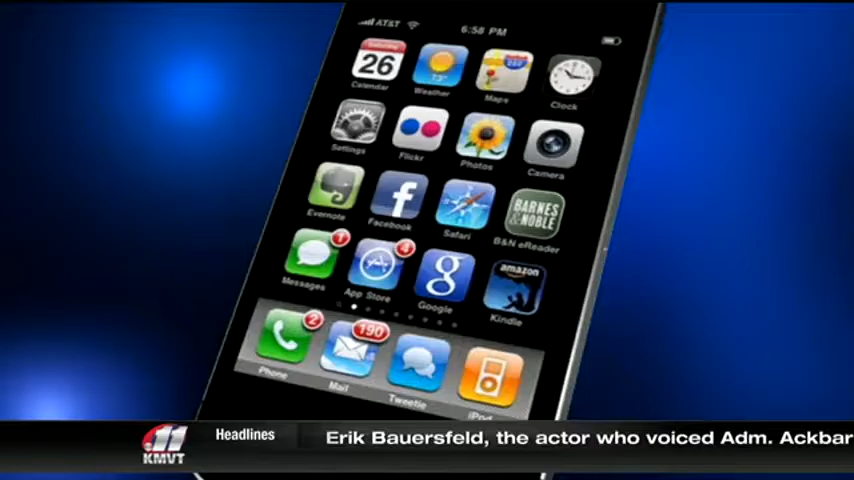 AT&T
6:58 PM
Saturday
26
73°
280
Calendar
Weather
Maps
Clock
Settings
Flickr
Photos
Camera
BARNES
&NOBLE
Evernote
Facebook
Safari
B&N eReader
1
4
g
amazon
Messages
App Store
Google
Kindle
2
190
Phone
Mail
Tweetie
iPod
11
KMVT
Headlines
Erik Bauersfeld, the actor who voiced Adm. Ackbar